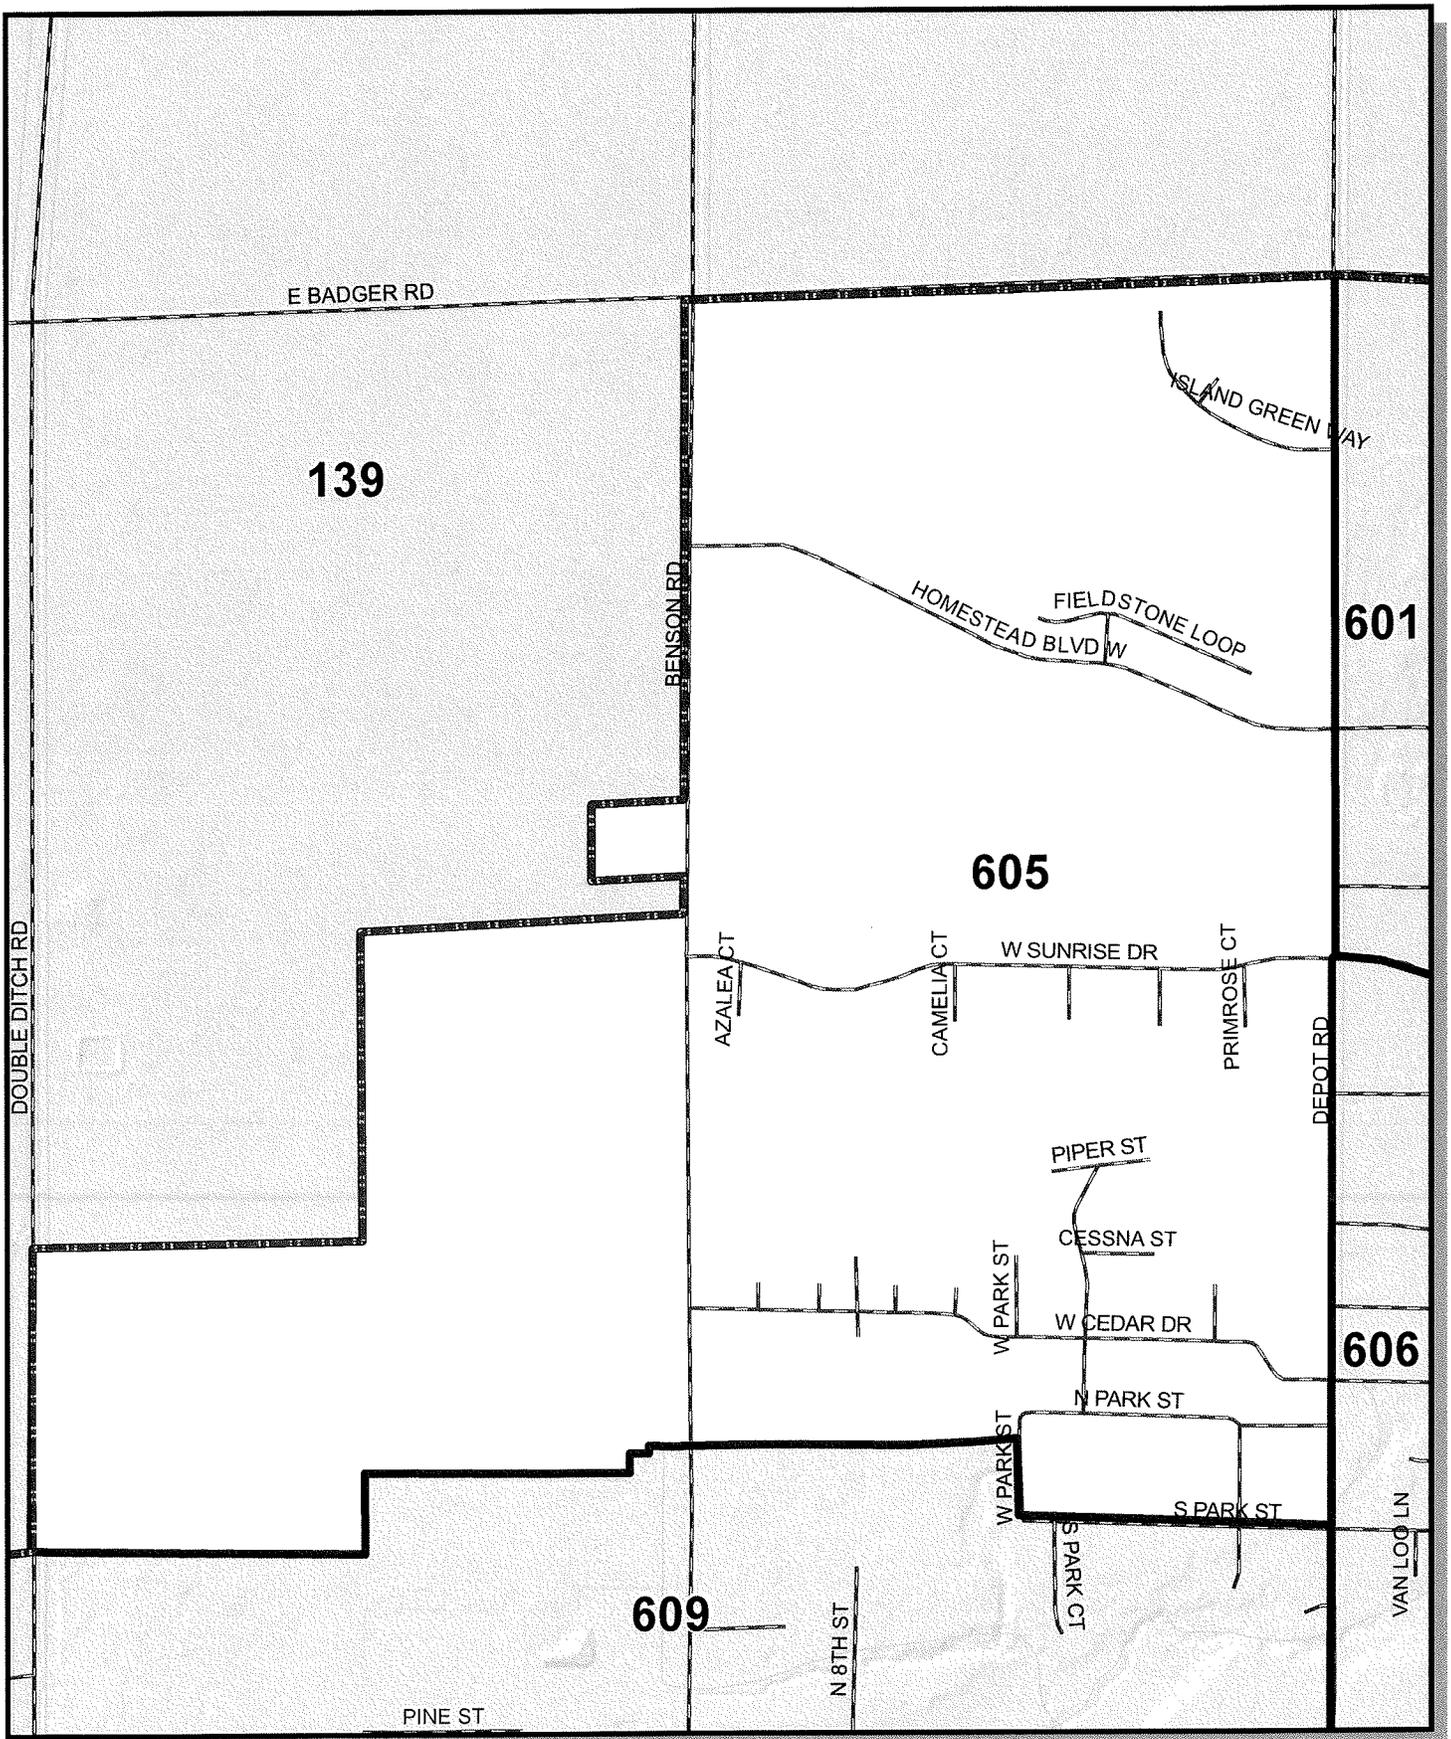 E BADGER RD
ISLAND GREEN WAY
139
BENSON RD
FIELDSTONE LOOP
HOMESTEAD BLVD W
601
605
DOUBLE DITCH RD
AZALEA CT
CAMELIA CT
W SUNRISE DR
PRIMROSE CT
DEPOT RD
PIPER ST
CESSNA ST
W PARK ST
W CEDAR DR
606
N PARK ST
W PARK ST
S PARK ST
S PARK CT
VAN LOO LN
609
N 8TH ST
PINE ST